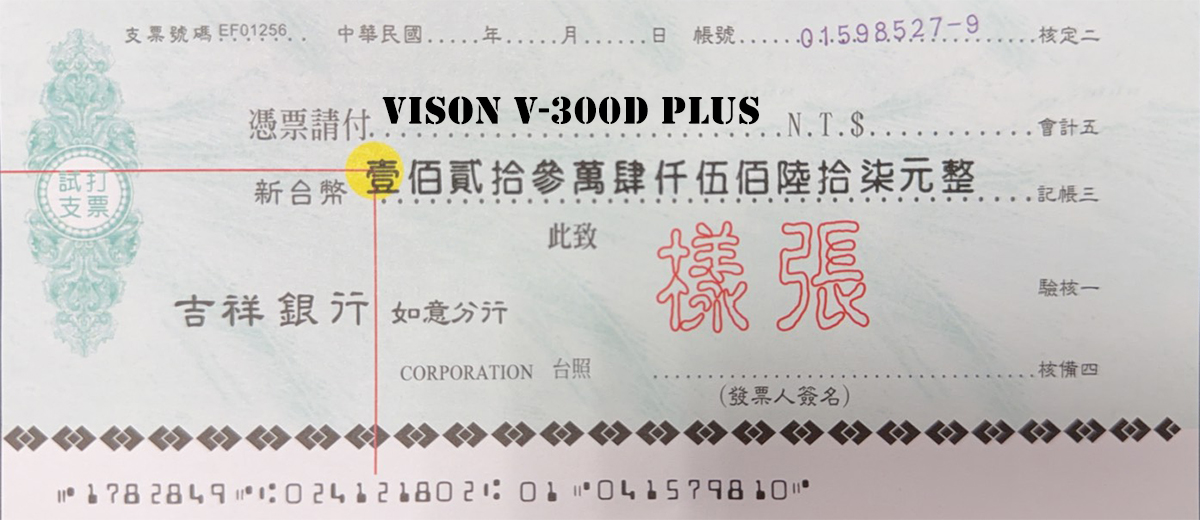 支票號碼 EF01256 中華民國.....年.....月......日 帳號......01598527-9 核定二
憑票請付 VISON V-300D PLUS N.T.$ 會計五
試打支票
新台幣 壹佰貳拾參萬肆仟伍佰陸拾柒元整 記帳三
此致
樣張
驗核一
吉祥銀行 如意分行
CORPORATION 台照 核備四
(發票人簽名)
⑈1782849⑈⑆024121802⑆ 01 ⑈041579810⑈